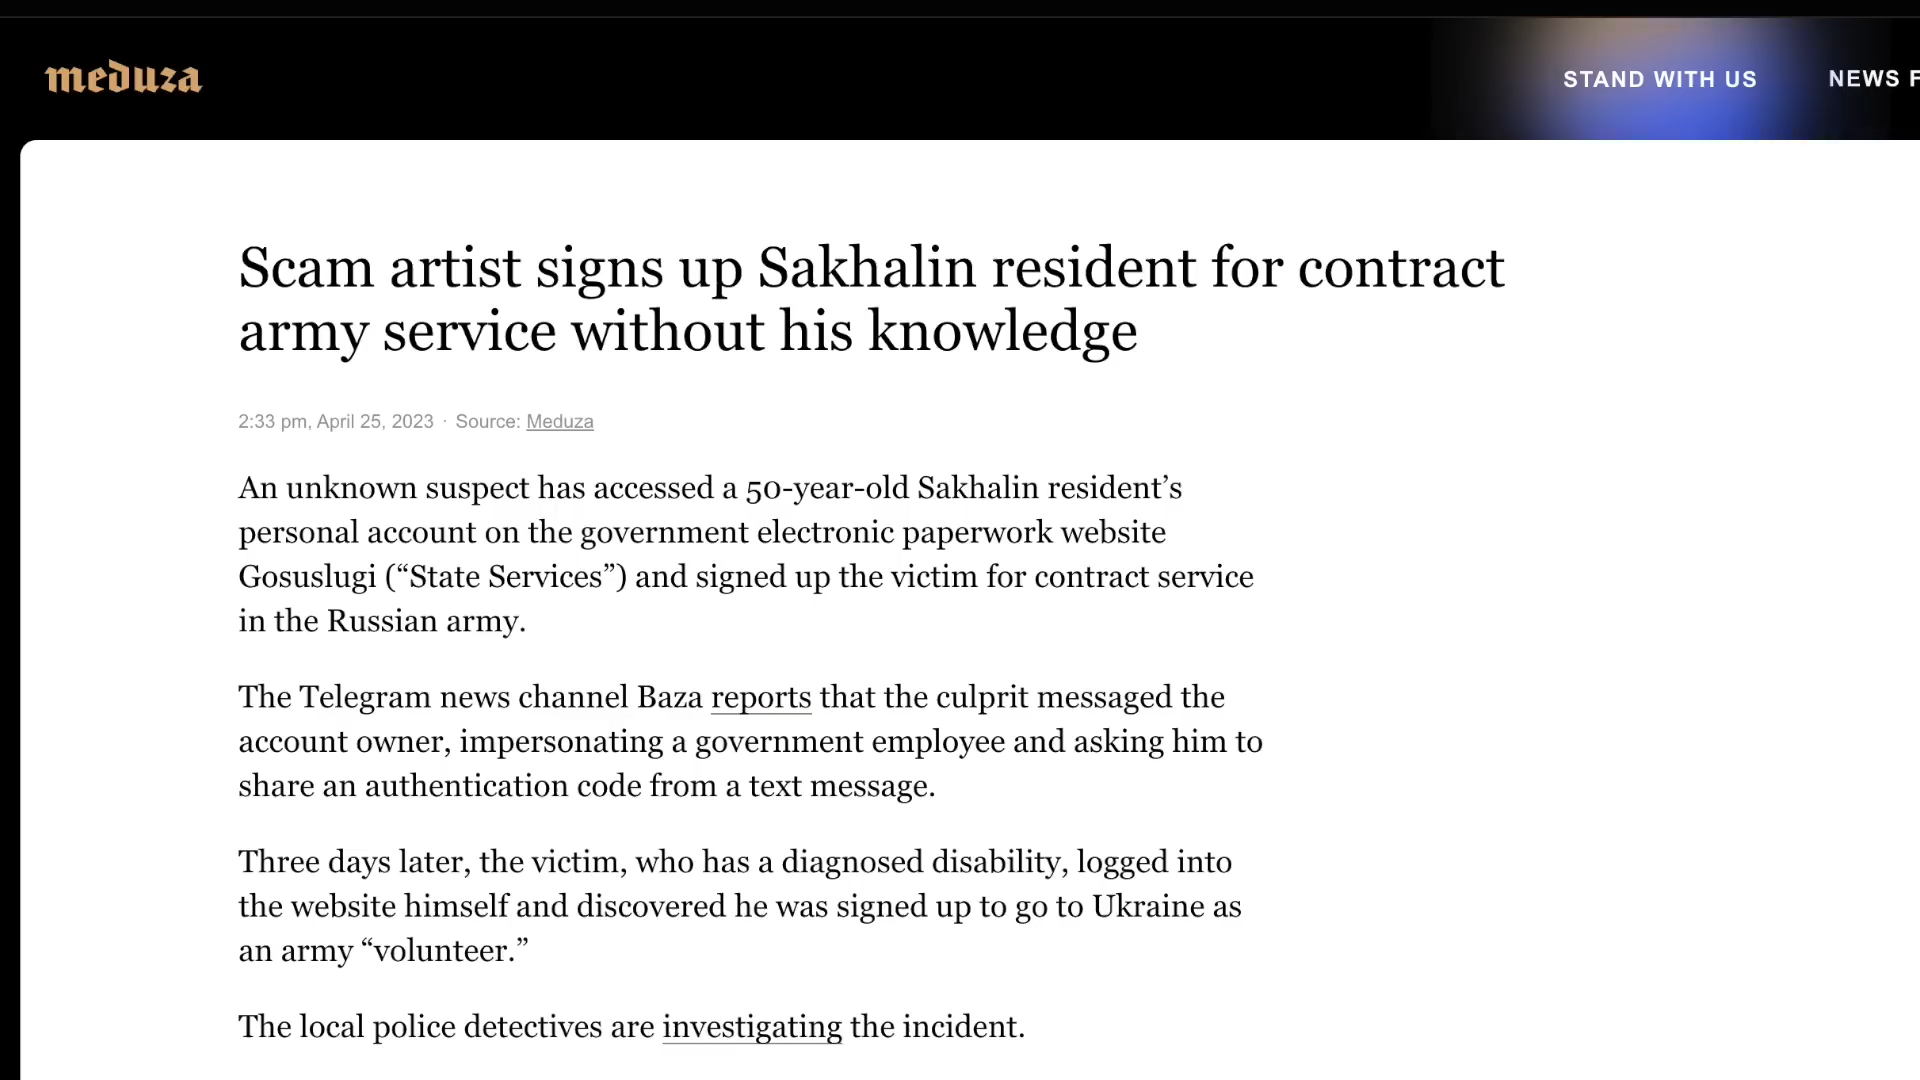 meduza
STAND WITH US
NEWS F
Scam artist signs up Sakhalin resident for contract
army service without his knowledge
2:33 pm, April 25, 2023 · Source: Meduza
An unknown suspect has accessed a 50-year-old Sakhalin resident’s
personal account on the government electronic paperwork website
Gosuslugi (“State Services”) and signed up the victim for contract service
in the Russian army.
The Telegram news channel Baza reports that the culprit messaged the
account owner, impersonating a government employee and asking him to
share an authentication code from a text message.
Three days later, the victim, who has a diagnosed disability, logged into
the website himself and discovered he was signed up to go to Ukraine as
an army “volunteer.”
The local police detectives are investigating the incident.